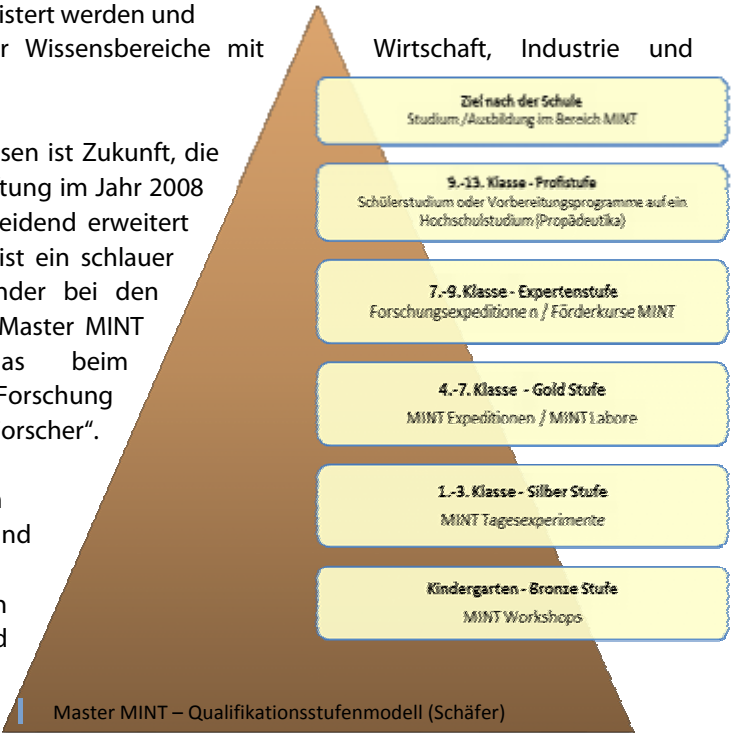 istert werden und
r Wissensbereiche mit Wirtschaft, Industrie und
sen ist Zukunft, die
tung im Jahr 2008
eidend erweitert
ist ein schlauer
nder bei den
Master MINT
as beim
Forschung
orscher“.
n
nd
n
d
Ziel nach der Schule
Studium/Ausbildung im Bereich MINT
9.-13. Klasse - Profistufe
Schülerstudium oder Vorbereitungsprogramme auf ein
Hochschulstudium (Propädeutika)
7.-9. Klasse - Expertenstufe
Forschungsexpeditione n / Förderkurse MINT
4.-7. Klasse - Gold Stufe
MINT Expeditionen / MINT Labore
1.-3. Klasse - Silber Stufe
MINT Tagesexperimente
Kindergarten - Bronze Stufe
MINT Workshops
Master MINT – Qualifikationsstufenmodell (Schäfer)